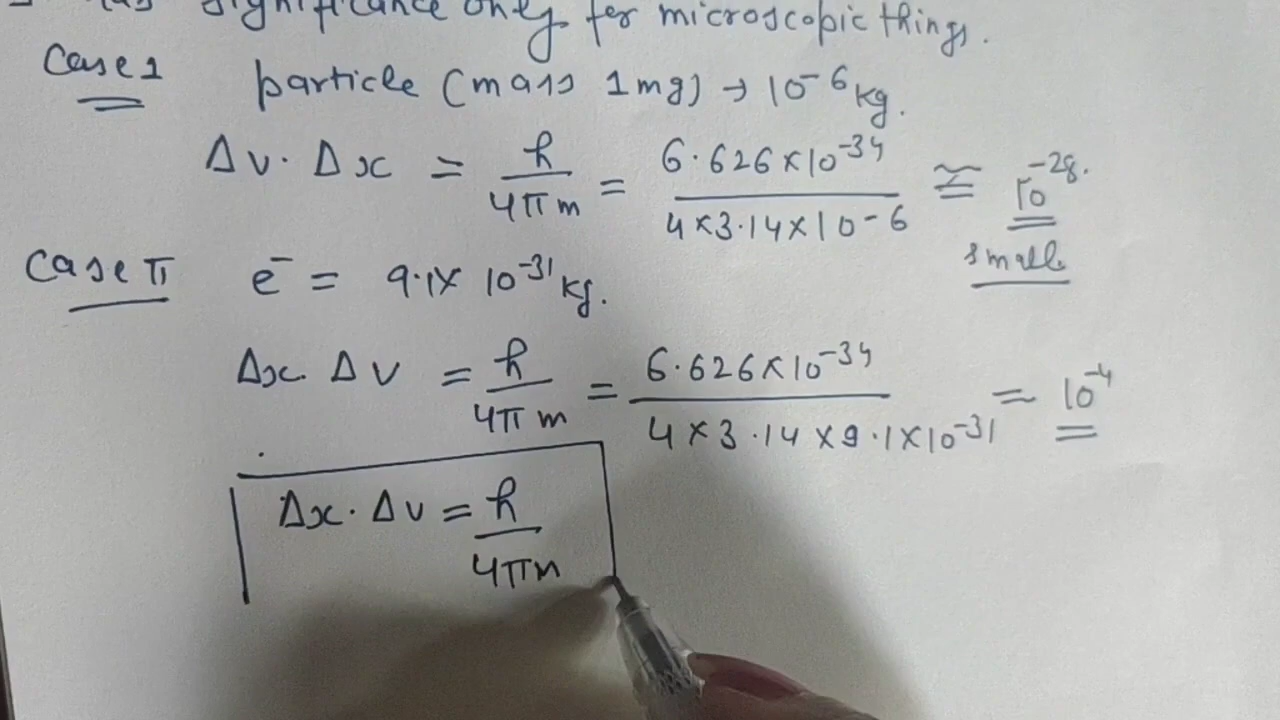 significance only for microscopic things.
Case 1 particle (mass 1mg) → 10⁻⁶ kg.
Δv · Δx = h/4πm = 6.626×10⁻³⁴/4×3.14×10-6 ≅ 10⁻²⁸.
small
Case II e⁻ = 9.1× 10⁻³¹ kg.
Δx. Δv = h/4πm = 6.626×10⁻³⁴/4×3.14×9.1×10⁻³¹ = 10⁻⁴
Δx · Δv = h/4πm